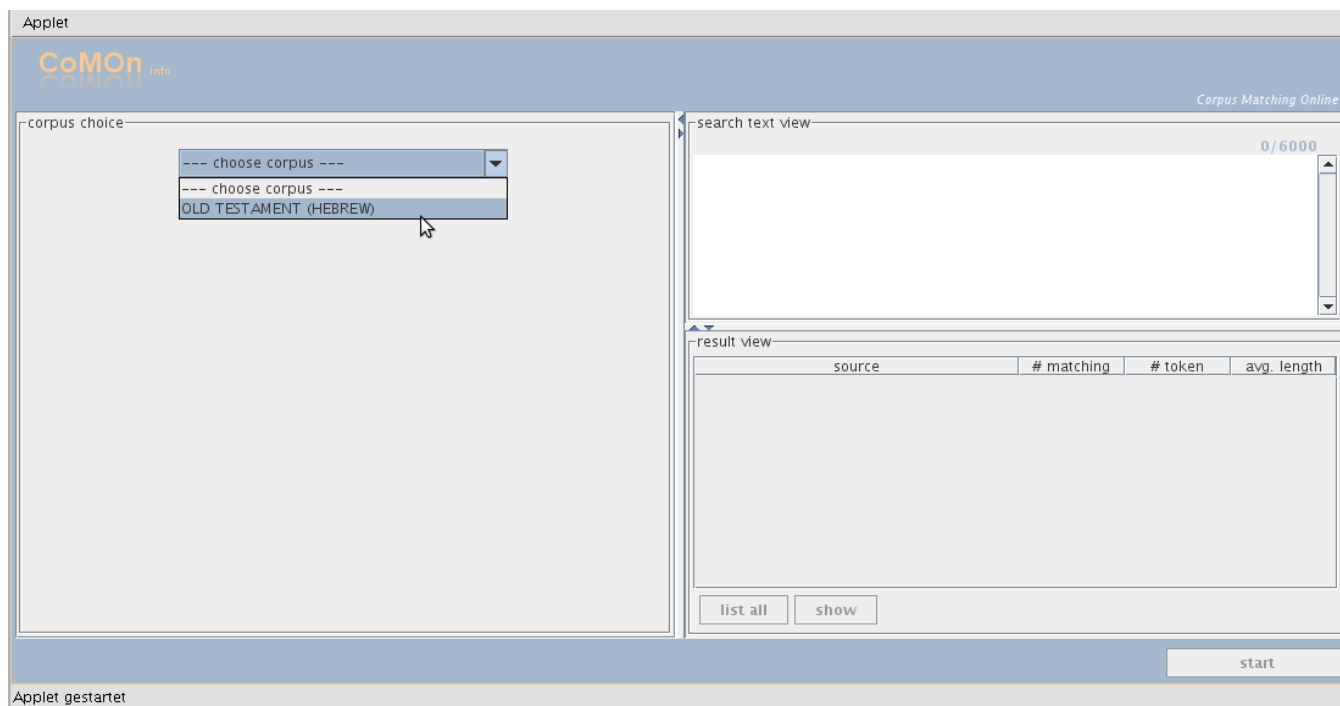 Applet
CoMOn info
Corpus Matching Online
corpus choice
--- choose corpus ---
--- choose corpus ---
OLD TESTAMENT (HEBREW)
search text view
0/6000
result view
source # matching # token avg. length
list all show
start
Applet gestartet